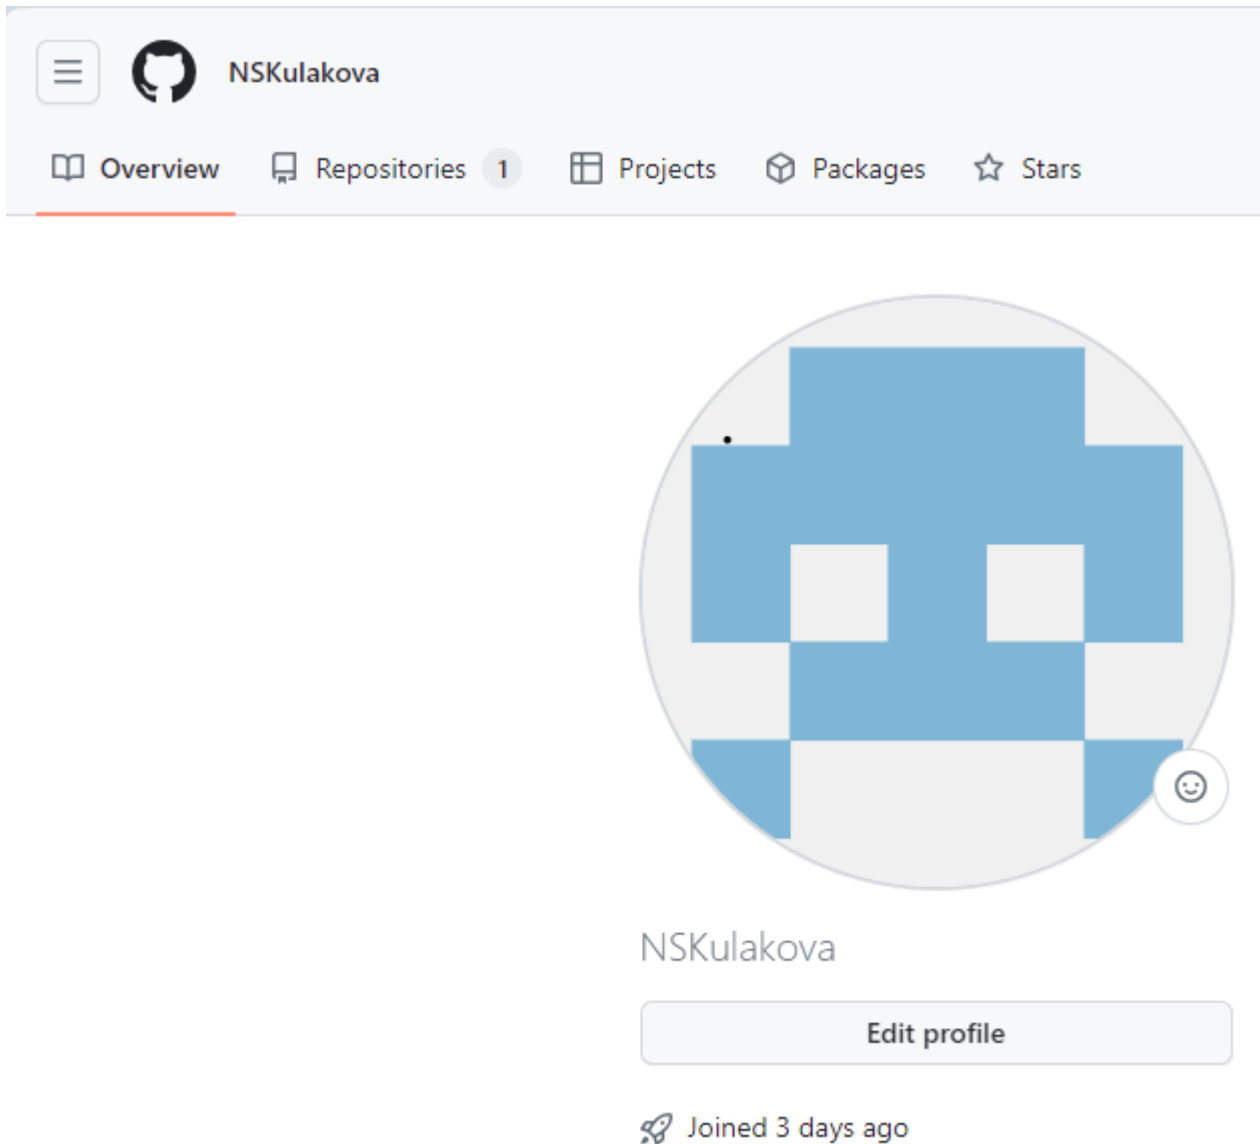 NSKulakova
Overview Repositories 1 Projects Packages Stars
NSKulakova
Edit profile
Joined 3 days ago